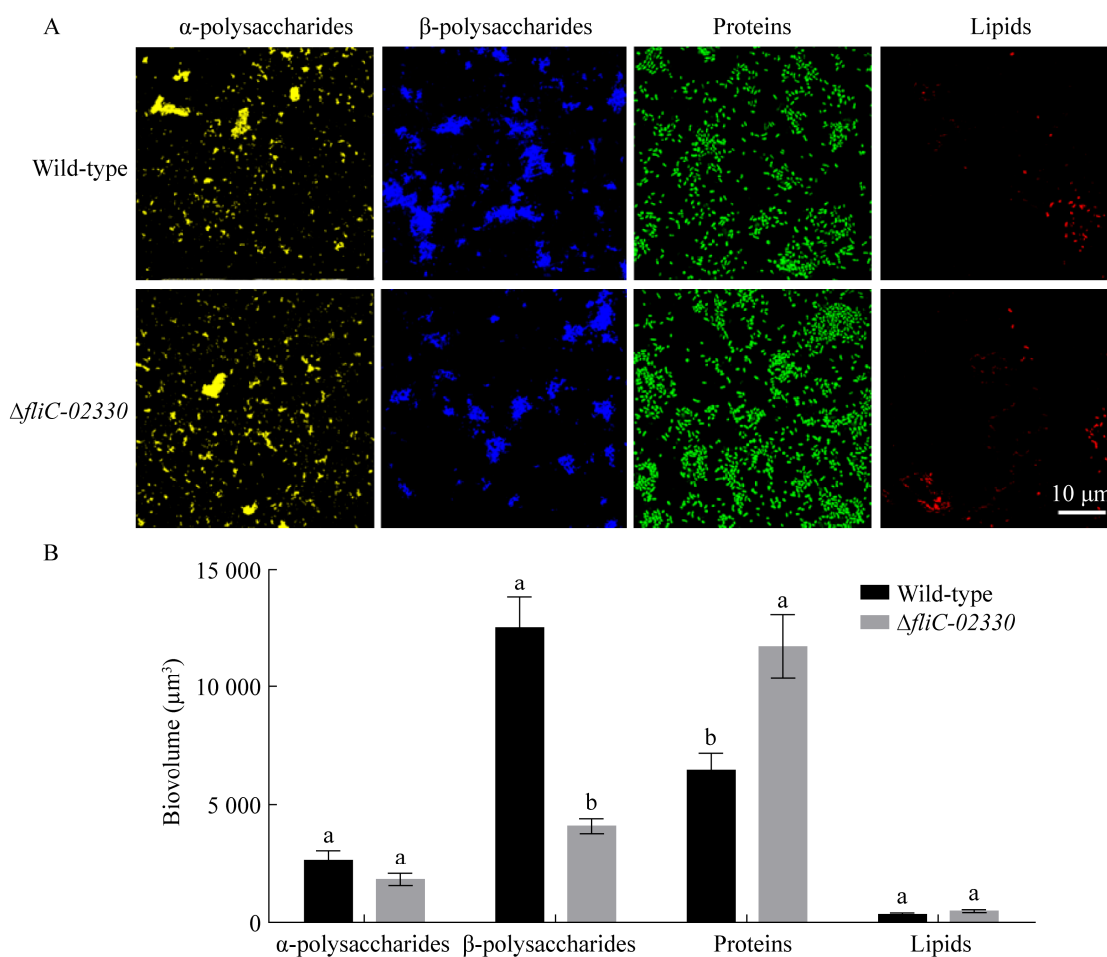 A
α-polysaccharides β-polysaccharides Proteins Lipids
Wild-type
ΔfliC-02330
10 μm
B
15 000
10 000
5 000
0
Biovolume (μm³)
a
a
a
b
b
a
a
a
Wild-type
ΔfliC-02330
α-polysaccharides β-polysaccharides Proteins Lipids